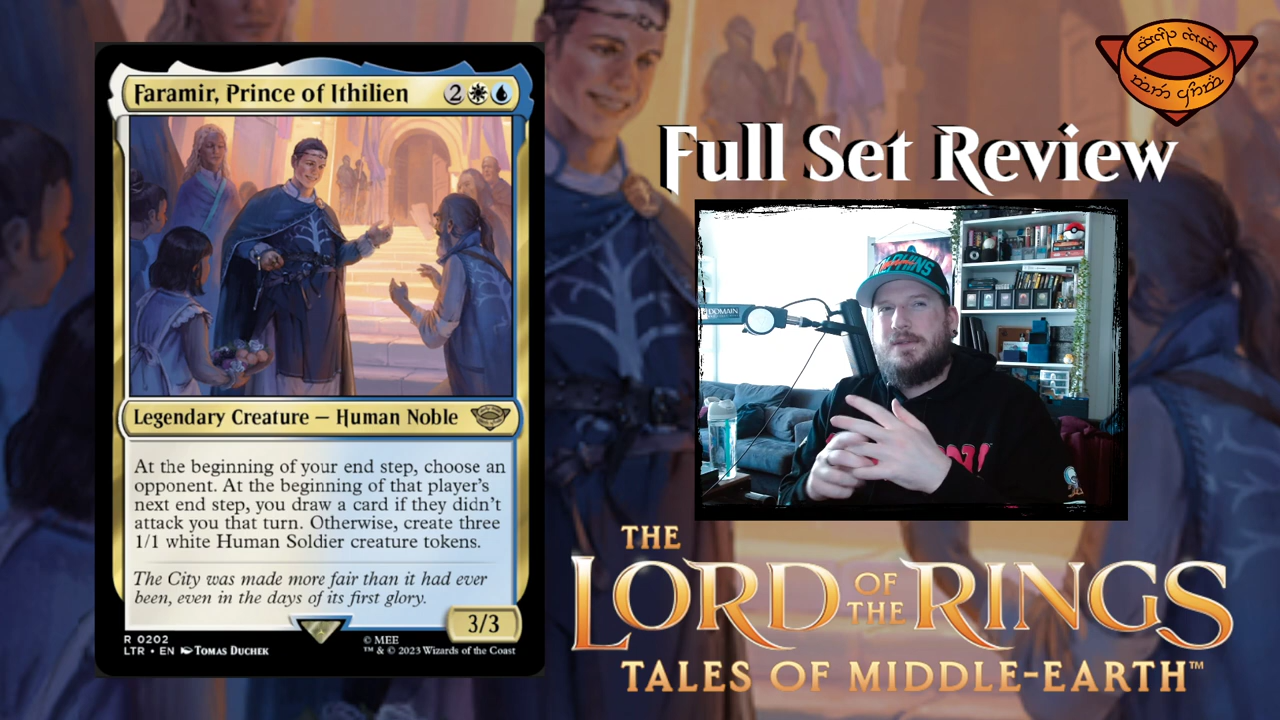 Faramir, Prince of Ithilien 2
Legendary Creature — Human Noble
At the beginning of your end step, choose an
opponent. At the beginning of that player's
next end step, you draw a card if they didn't
attack you that turn. Otherwise, create three
1/1 white Human Soldier creature tokens.
The City was made more fair than it had ever
been, even in the days of its first glory.
3/3
R 0202
LTR • EN Tomas Duchek
© MEE
™ & © 2023 Wizards of the Coast
Full Set Review
DOMAIN
THE
LORD OF THE RINGS
TALES OF MIDDLE-EARTH™